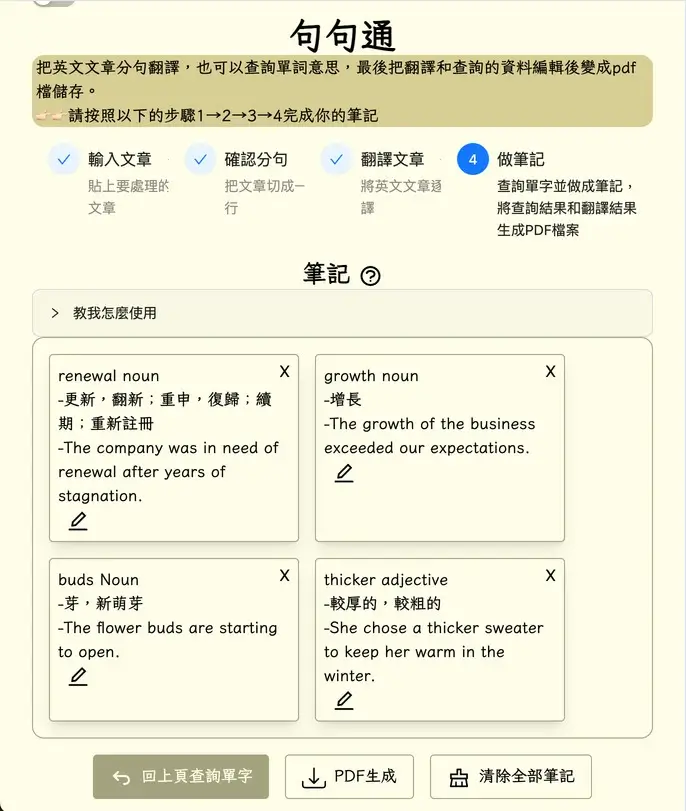 句句通
把英文文章分句翻譯，也可以查詢單詞意思，最後把翻譯和查詢的資料編輯後變成pdf
檔儲存。
👉🏻👉🏻請按照以下的步驟1→2→3→4完成你的筆記
輸入文章
貼上要處理的
文章
確認分句
把文章切成一
行
翻譯文章
將英文文章逐
譯
4 做筆記
查詢單字並做成筆記，
將查詢結果和翻譯結果
生成PDF檔案
筆記
教我怎麼使用
renewal noun X
-更新，翻新；重申，復歸；續
期；重新註冊
-The company was in need of
renewal after years of
stagnation.
growth noun X
-增長
-The growth of the business
exceeded our expectations.
buds Noun X
-芽，新萌芽
-The flower buds are starting
to open.
thicker adjective X
-較厚的，較粗的
-She chose a thicker sweater
to keep her warm in the
winter.
回上頁查詢單字
PDF生成
清除全部筆記